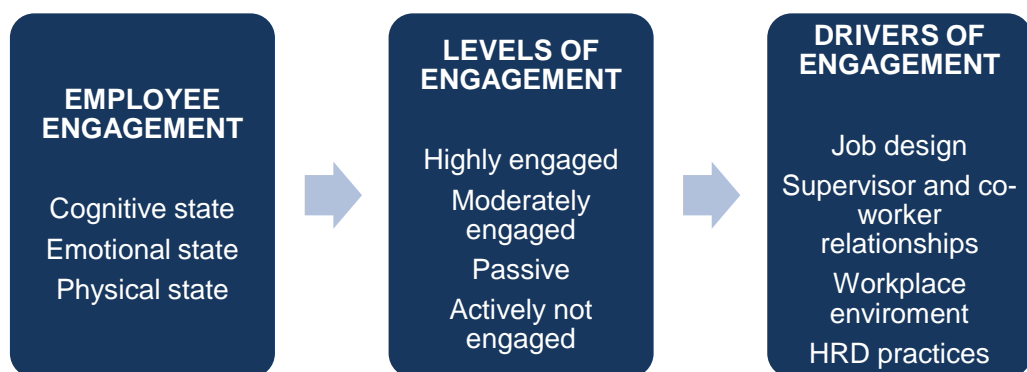 EMPLOYEE
ENGAGEMENT
Cognitive state
Emotional state
Physical state
LEVELS OF
ENGAGEMENT
Highly engaged
Moderately
engaged
Passive
Actively not
engaged
DRIVERS OF
ENGAGEMENT
Job design
Supervisor and co-
worker
relationships
Workplace
enviroment
HRD practices